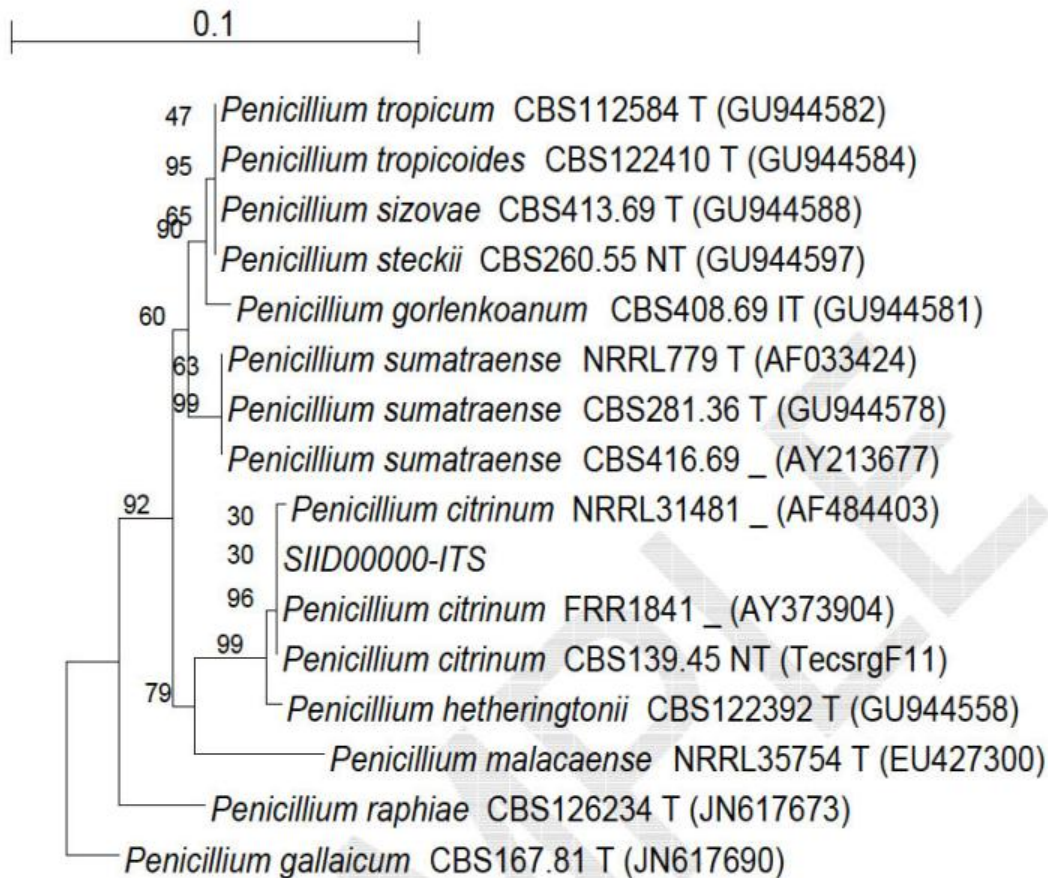 0.1
47
Penicillium tropicum CBS112584 T (GU944582)
95
Penicillium tropicoides CBS122410 T (GU944584)
65
Penicillium sizovae CBS413.69 T (GU944588)
90
Penicillium steckii CBS260.55 NT (GU944597)
60
Penicillium gorlenkoanum CBS408.69 IT (GU944581)
63
Penicillium sumatraense NRRL779 T (AF033424)
99
Penicillium sumatraense CBS281.36 T (GU944578)
Penicillium sumatraense CBS416.69 _ (AY213677)
92
30
Penicillium citrinum NRRL31481 _ (AF484403)
30
SIID00000-ITS
96
Penicillium citrinum FRR1841 _ (AY373904)
99
Penicillium citrinum CBS139.45 NT (TecsrgF11)
79
Penicillium hetheringtonii CBS122392 T (GU944558)
Penicillium malacaense NRRL35754 T (EU427300)
Penicillium raphiae CBS126234 T (JN617673)
Penicillium gallaicum CBS167.81 T (JN617690)
MPLE